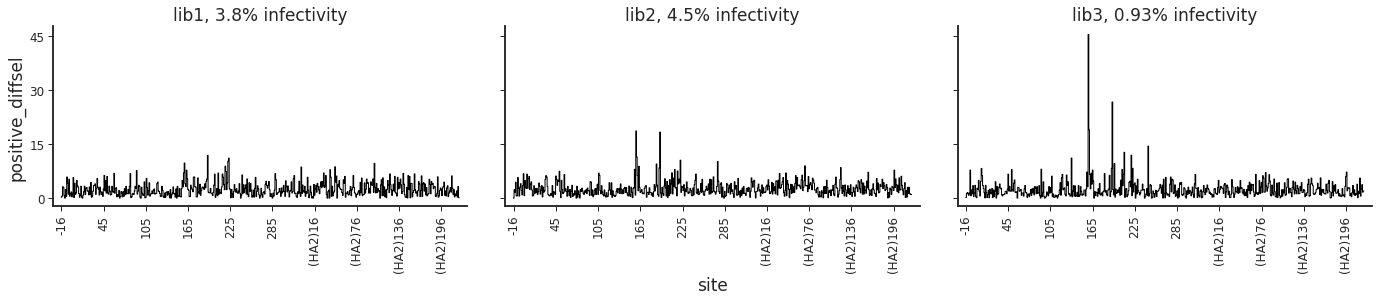 lib1, 3.8% infectivity
lib2, 4.5% infectivity
lib3, 0.93% infectivity
positive_diffsel
45
30
15
0
-16
45
105
165
225
285
(HA2)16
(HA2)76
(HA2)136
(HA2)196
-16
45
105
165
225
285
(HA2)16
(HA2)76
(HA2)136
(HA2)196
-16
45
105
165
225
285
(HA2)16
(HA2)76
(HA2)136
(HA2)196
site